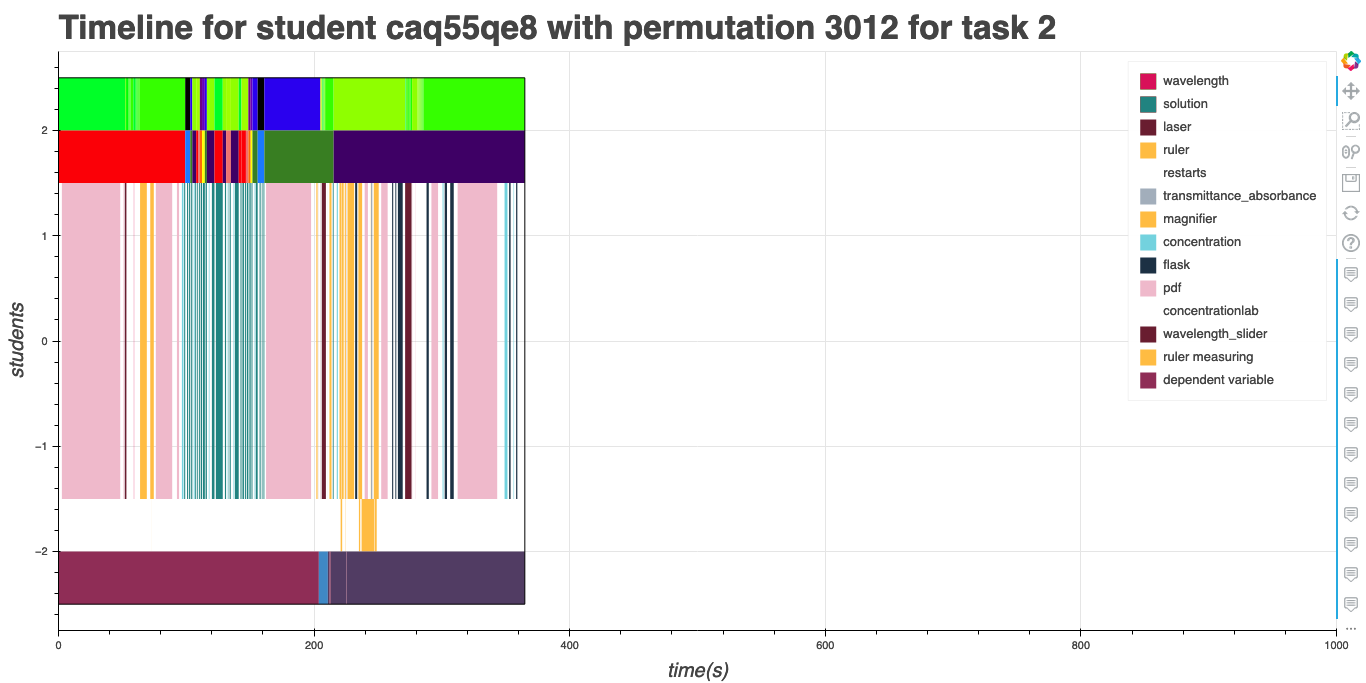 Timeline for student caq55qe8 with permutation 3012 for task 2
wavelength
solution
laser
ruler
restarts
transmittance_absorbance
magnifier
concentration
flask
pdf
concentrationlab
wavelength_slider
ruler measuring
dependent variable
students
2
1
0
−1
−2
0
200
400
600
800
1000
time(s)